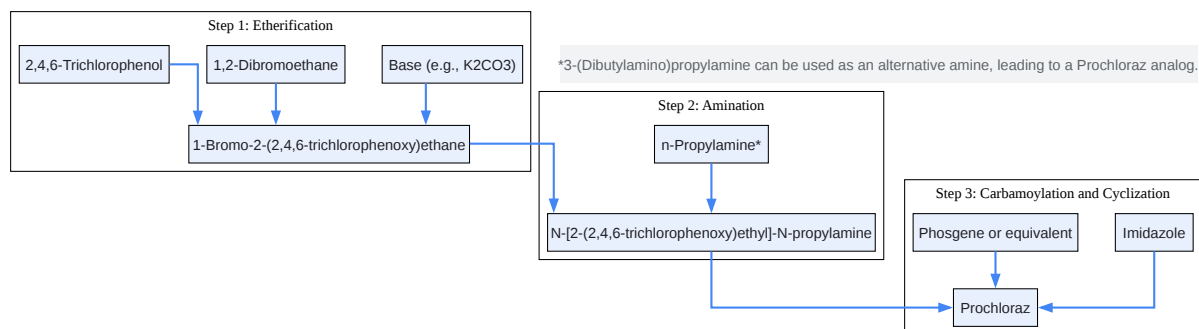 Step 1: Etherification
2,4,6-Trichlorophenol
1,2-Dibromoethane
Base (e.g., K2CO3)
1-Bromo-2-(2,4,6-trichlorophenoxy)ethane
*3-(Dibutylamino)propylamine can be used as an alternative amine, leading to a Prochloraz analog.
Step 2: Amination
n-Propylamine*
N-[2-(2,4,6-trichlorophenoxy)ethyl]-N-propylamine
Step 3: Carbamoylation and Cyclization
Phosgene or equivalent
Imidazole
Prochloraz